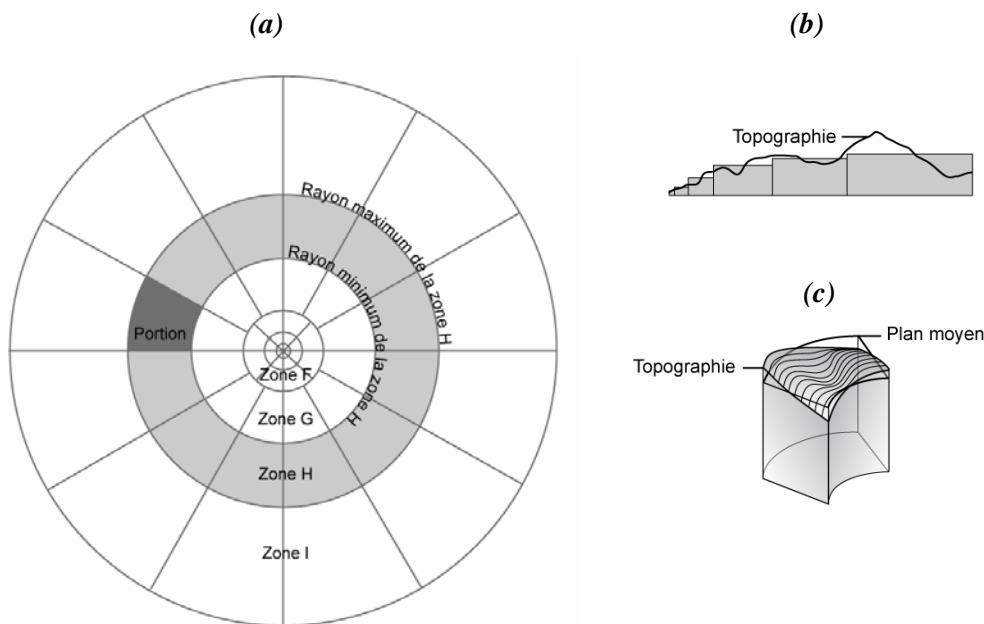 (a)
Rayon maximum de la zone H
Rayon minimum de la zone H
Portion
Zone F
Zone G
Zone H
Zone I
(b)
Topographie
(c)
Plan moyen
Topographie